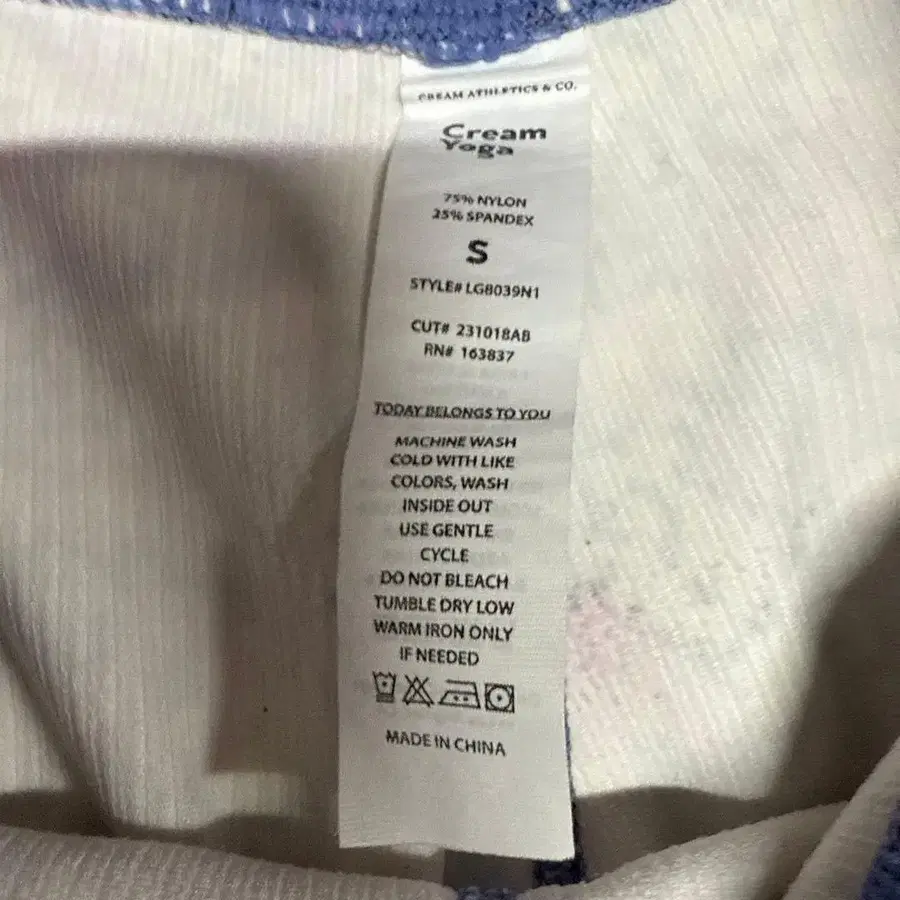 CREAM ATHLETICS & CO.
Cream
Yoga
75% NYLON
25% SPANDEX
S
STYLE# LG8039N1
CUT# 231018AB
RN# 163837
TODAY BELONGS TO YOU
MACHINE WASH
COLD WITH LIKE
COLORS, WASH
INSIDE OUT
USE GENTLE
CYCLE
DO NOT BLEACH
TUMBLE DRY LOW
WARM IRON ONLY
IF NEEDED
MADE IN CHINA